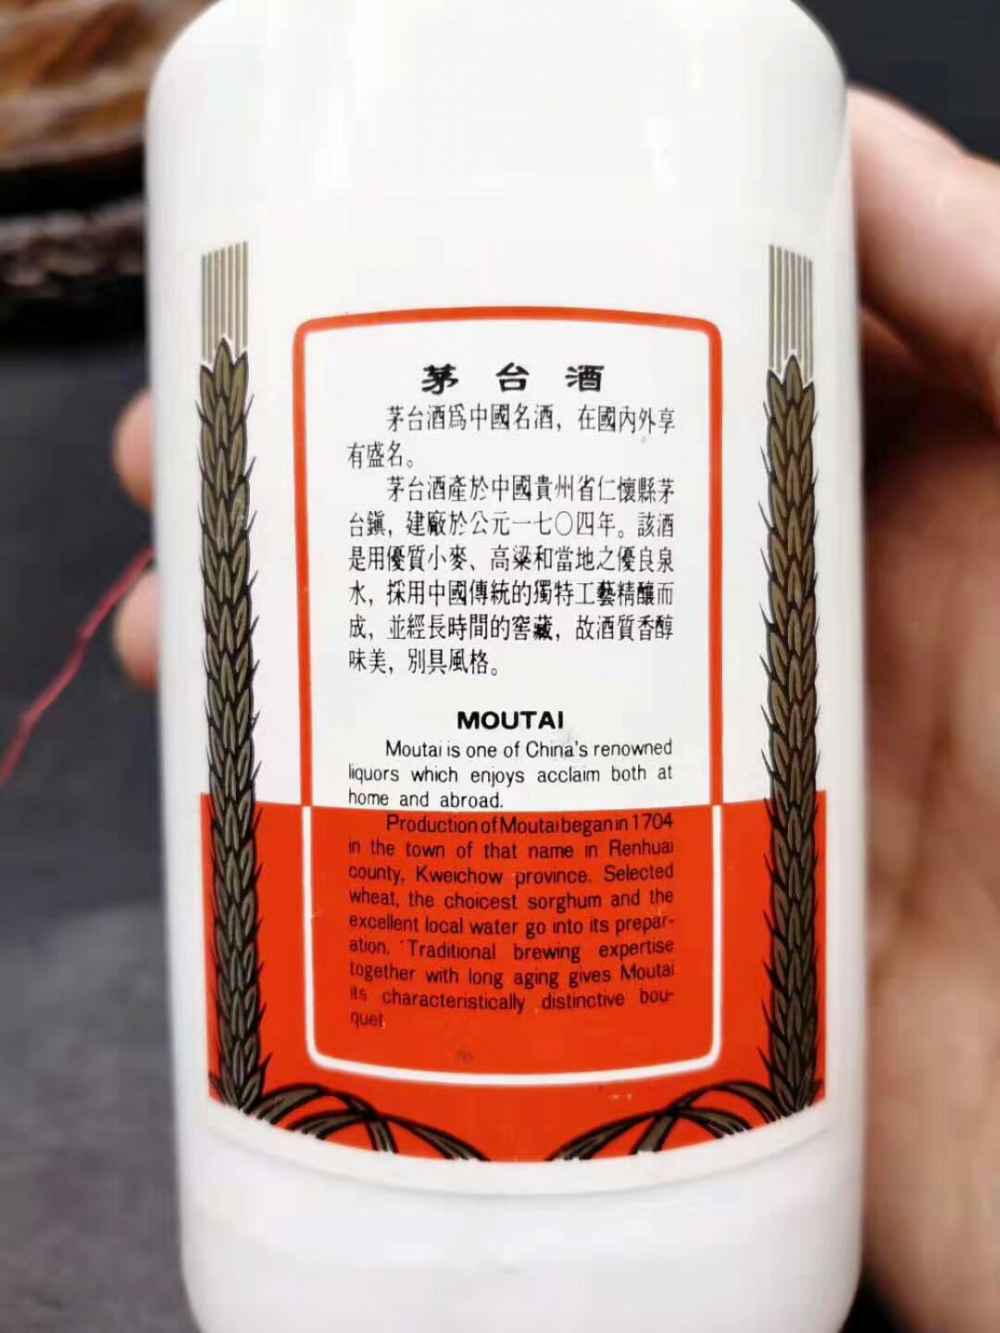 茅台酒
茅台酒爲中國名酒，在國內外享
有盛名。
茅台酒產於中國貴州省仁懷縣茅
台鎮，建廠於公元一七〇四年。該酒
是用優質小麥、高粱和當地之優良泉
水，採用中國傳統的獨特工藝精釀而
成，並經長時間的窖藏，故酒質香醇
味美，別具風格。
MOUTAI
Moutai is one of China's renowned
liquors which enjoys acclaim both at
home and abroad.
Production of Moutai began in 1704
in the town of that name in Renhuai
county, Kweichow province. Selected
wheat, the choicest sorghum and the
excellent local water go into its prepar-
ation. Traditional brewing expertise
together with long aging gives Moutai
its characteristically distinctive bou-
quet